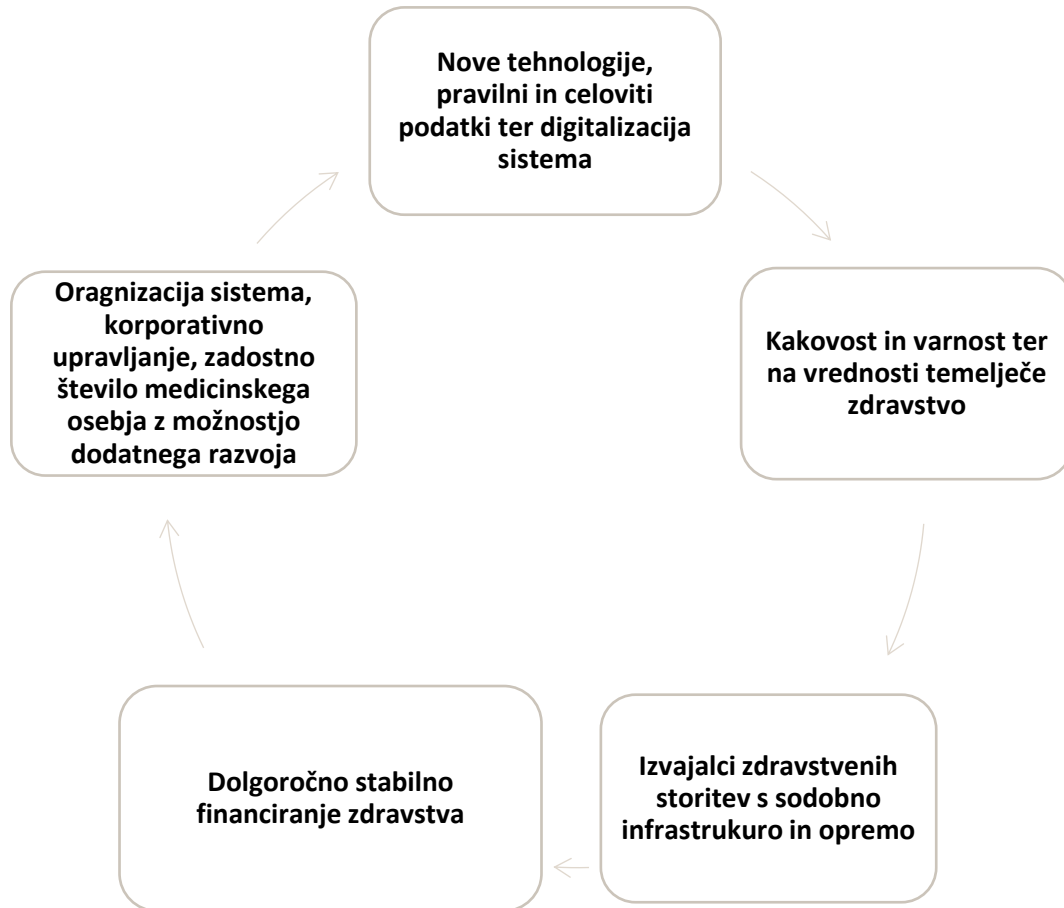 Nove tehnologije,
pravilni in celoviti
podatki ter digitalizacija
sistema
Kakovost in varnost ter
na vrednosti temelječe
zdravstvo
Izvajalci zdravstvenih
storitev s sodobno
infrastrukuro in opremo
Dolgoročno stabilno
financiranje zdravstva
Oragnizacija sistema,
korporativno
upravljanje, zadostno
število medicinskega
osebja z možnostjo
dodatnega razvoja